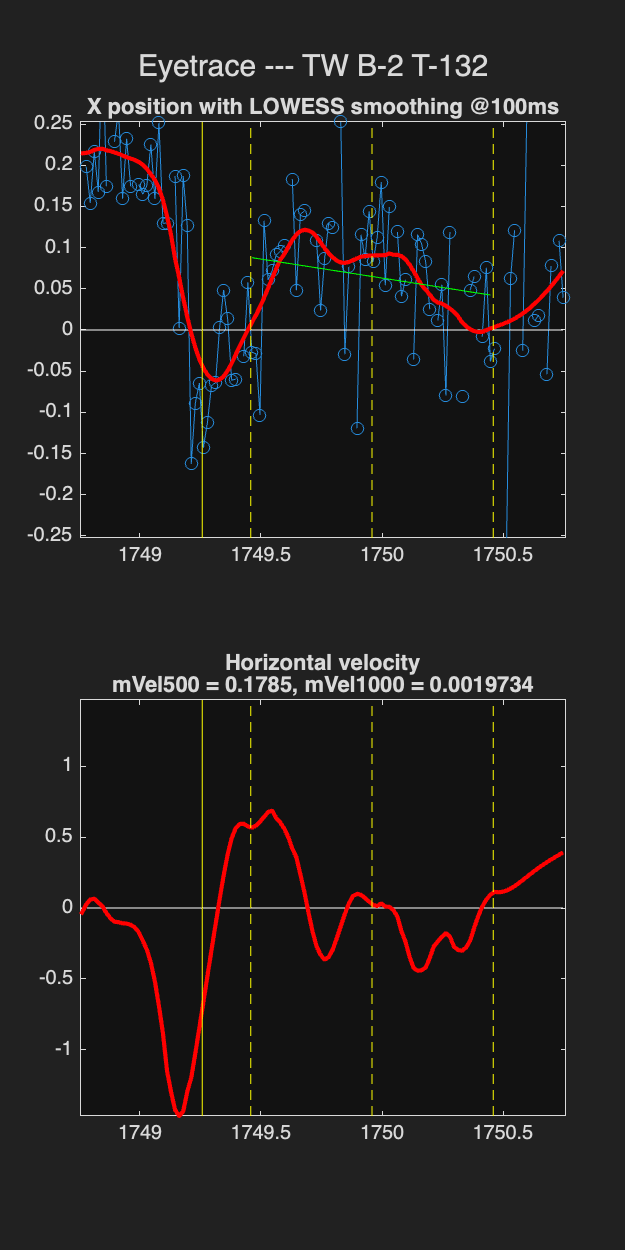 Eyetrace --- TW B-2 T-132
X position with LOWESS smoothing @100ms
0.25
0.2
0.15
0.1
0.05
0
-0.05
-0.1
-0.15
-0.2
-0.25
1749 1749.5 1750 1750.5
Horizontal velocity
mVel500 = 0.1785, mVel1000 = 0.0019734
1
0.5
0
-0.5
-1
1749 1749.5 1750 1750.5